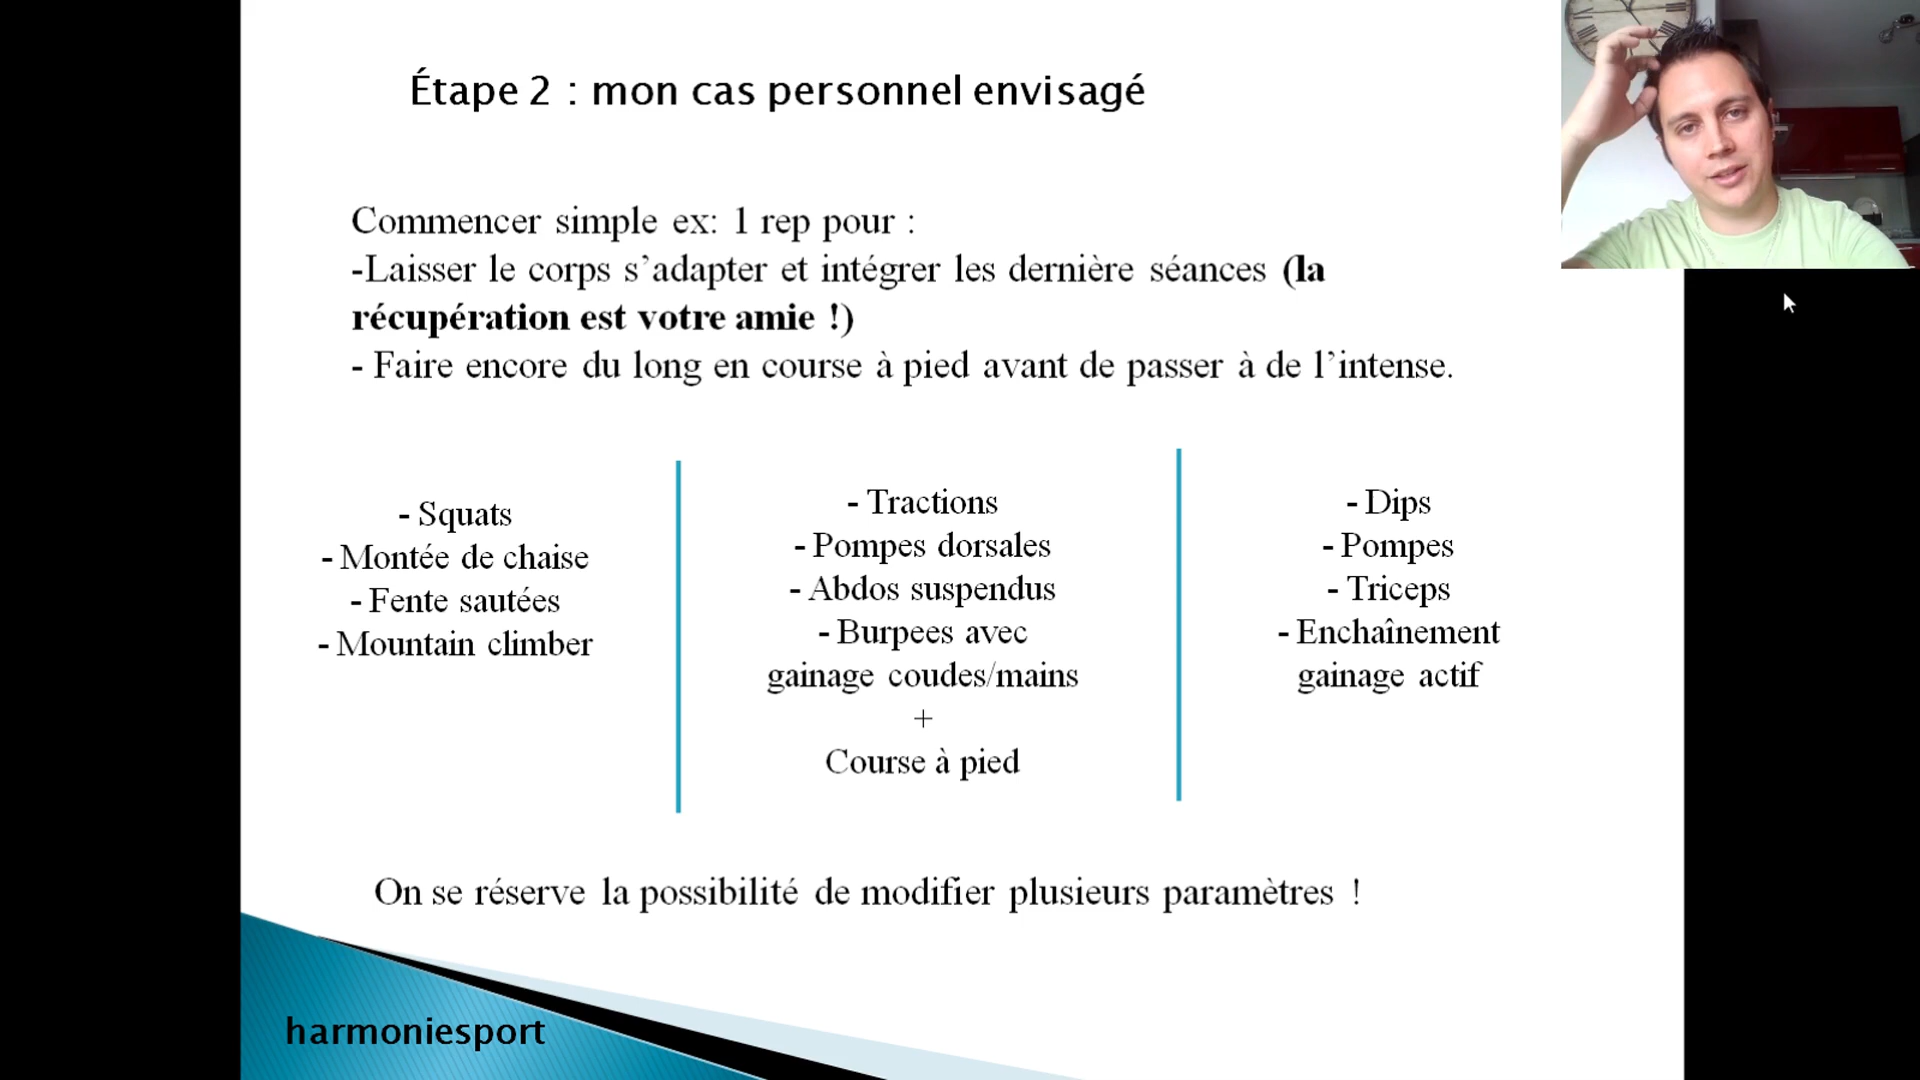 Étape 2 : mon cas personnel envisagé
Commencer simple ex: 1 rep pour :
-Laisser le corps s’adapter et intégrer les dernière séances (la
récupération est votre amie !)
- Faire encore du long en course à pied avant de passer à de l’intense.
- Squats
- Montée de chaise
- Fente sautées
- Mountain climber
- Tractions
- Pompes dorsales
- Abdos suspendus
- Burpees avec
gainage coudes/mains
+
Course à pied
- Dips
- Pompes
- Triceps
- Enchaînement
gainage actif
On se réserve la possibilité de modifier plusieurs paramètres !
harmoniesport